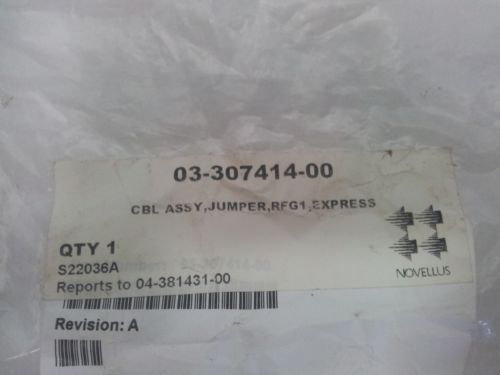 03-307414-00
CBL ASSY,JUMPER,RFG1,EXPRESS
QTY 1
S22036A
Reports to 04-381431-00
NOVELLUS
Revision: A